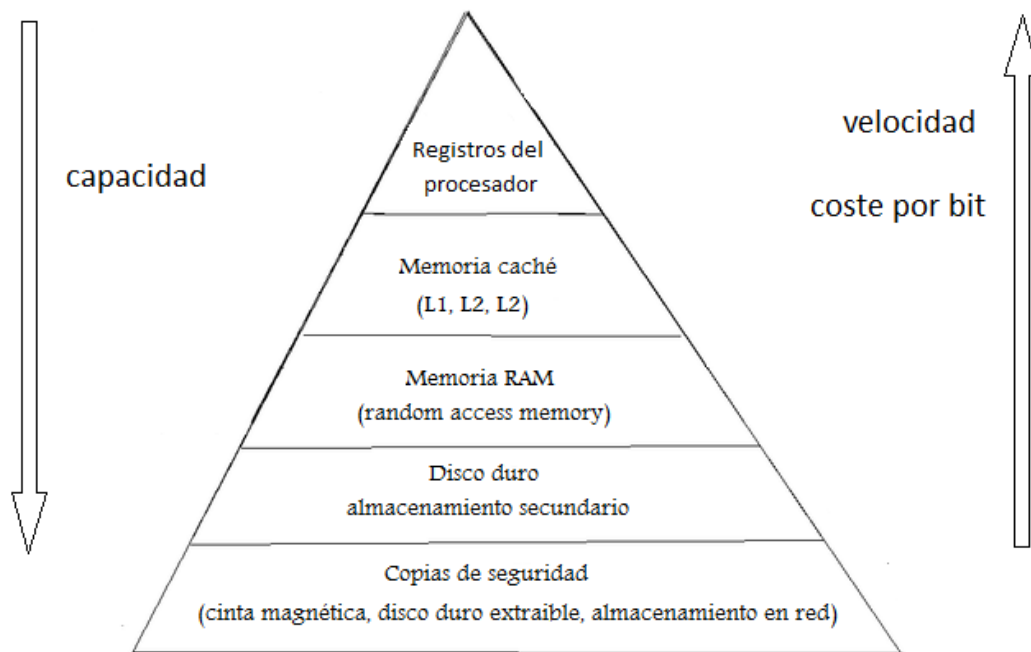 capacidad
velocidad
coste por bit
Registros del
procesador
Memoria caché
(L1, L2, L2)
Memoria RAM
(random access memory)
Disco duro
almacenamiento secundario
Copias de seguridad
(cinta magnética, disco duro extraible, almacenamiento en red)